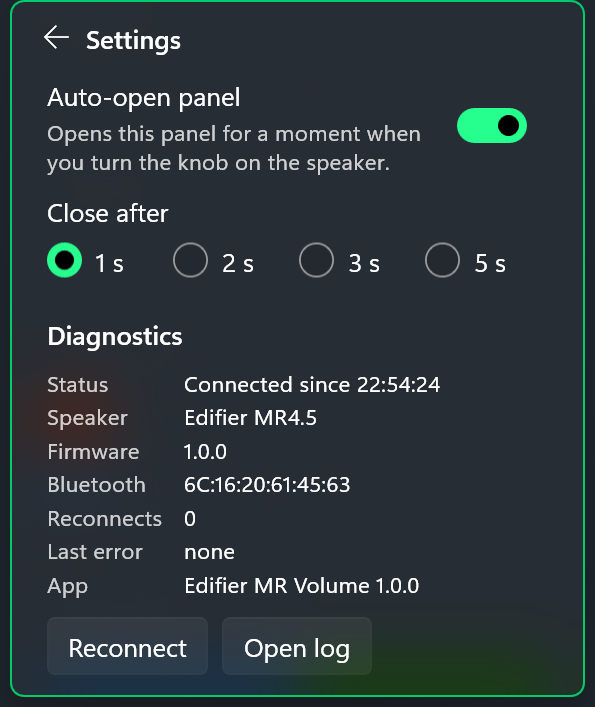 Settings
Auto-open panel
Opens this panel for a moment when
you turn the knob on the speaker.
Close after
1 s 2 s 3 s 5 s
Diagnostics
Status Connected since 22:54:24
Speaker Edifier MR4.5
Firmware 1.0.0
Bluetooth 6C:16:20:61:45:63
Reconnects 0
Last error none
App Edifier MR Volume 1.0.0
Reconnect Open log